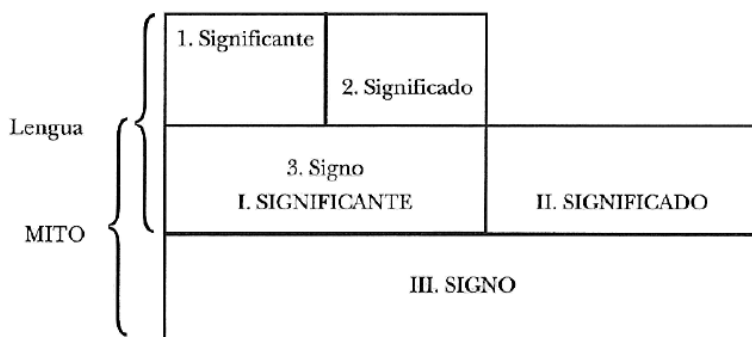 1. Significante
2. Significado
Lengua
3. Signo
I. SIGNIFICANTE
II. SIGNIFICADO
MITO
III. SIGNO